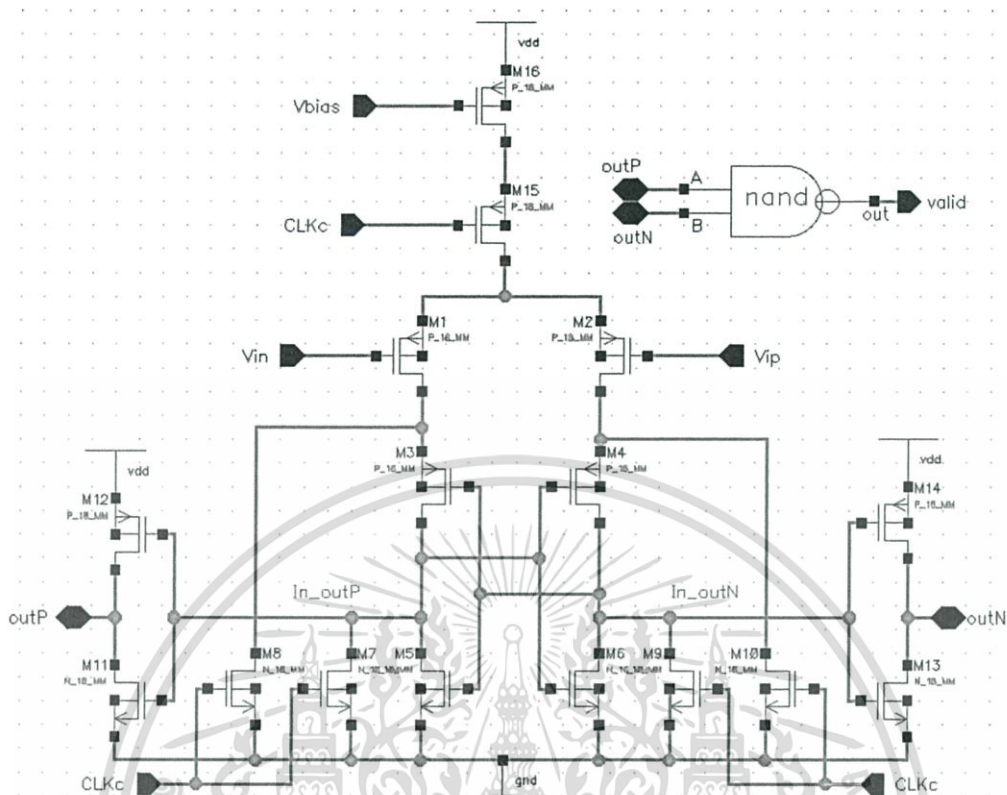 vdd
M16
P_18_MM
Vbias
M15
P_18_MM
CLKc
outP
A
nand
out
valid
B
outN
M1
P_18_MM
M2
P_18_MM
Vin
Vip
M3
P_18_MM
M4
P_18_MM
vdd
M12
P_18_MM
vdd
M14
P_18_MM
In_outP
In_outN
outP
outN
M11
N_18_MM
M8
N_18_MM
M7
N_18_MM
M5
N_18_MM
M6
N_18_MM
M9
N_18_MM
M10
N_18_MM
M13
N_18_MM
CLKc
gnd
CLKc